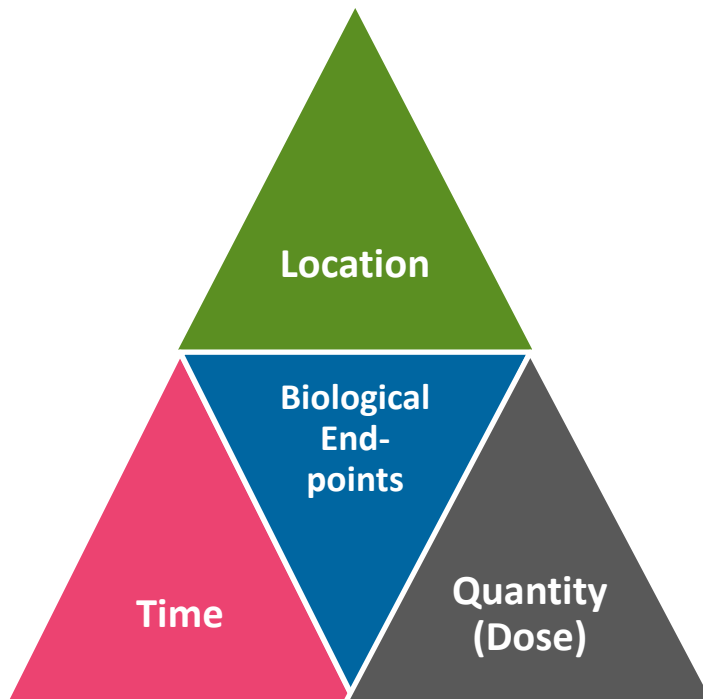 Location
Biological
End-
points
Time
Quantity
(Dose)